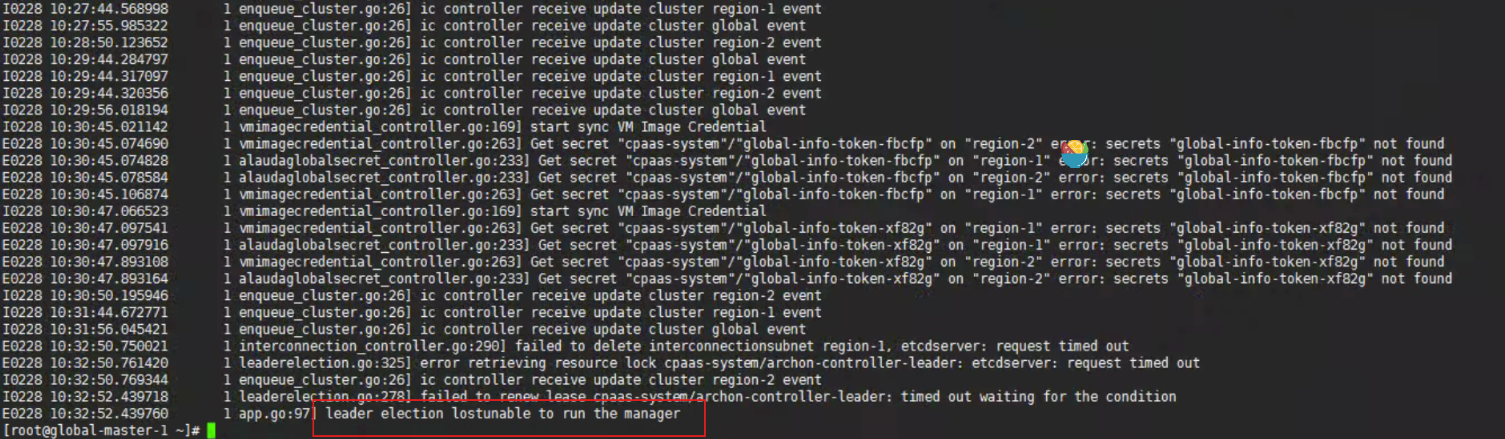 I0228 10:27:44.568998 1 enqueue_cluster.go:26] ic controller receive update cluster region-1 event
I0228 10:27:55.985322 1 enqueue_cluster.go:26] ic controller receive update cluster global event
I0228 10:28:50.123652 1 enqueue_cluster.go:26] ic controller receive update cluster region-2 event
I0228 10:29:44.284797 1 enqueue_cluster.go:26] ic controller receive update cluster global event
I0228 10:29:44.317097 1 enqueue_cluster.go:26] ic controller receive update cluster region-1 event
I0228 10:29:44.320356 1 enqueue_cluster.go:26] ic controller receive update cluster region-2 event
I0228 10:29:56.018194 1 enqueue_cluster.go:26] ic controller receive update cluster global event
I0228 10:30:45.021142 1 vmimagecredential_controller.go:169] start sync VM Image Credential
E0228 10:30:45.074690 1 vmimagecredential_controller.go:263] Get secret "cpaas-system"/"global-info-token-fbcfp" on "region-2" secrets "global-info-token-fbcfp" not found
E0228 10:30:45.074828 1 alaudaglobalsecret_controller.go:233] Get secret "cpaas-system"/"global-info-token-fbcfp" on "region-1" secrets "global-info-token-fbcfp" not found
E0228 10:30:45.078584 1 alaudaglobalsecret_controller.go:233] Get secret "cpaas-system"/"global-info-token-fbcfp" on "region-2" error: secrets "global-info-token-fbcfp" not found
E0228 10:30:45.106874 1 vmimagecredential_controller.go:263] Get secret "cpaas-system"/"global-info-token-fbcfp" on "region-1" error: secrets "global-info-token-fbcfp" not found
I0228 10:30:47.066523 1 vmimagecredential_controller.go:169] start sync VM Image Credential
E0228 10:30:47.097541 1 vmimagecredential_controller.go:263] Get secret "cpaas-system"/"global-info-token-xf82g" on "region-1" error: secrets "global-info-token-xf82g" not found
E0228 10:30:47.097916 1 alaudaglobalsecret_controller.go:233] Get secret "cpaas-system"/"global-info-token-xf82g" on "region-1" error: secrets "global-info-token-xf82g" not found
E0228 10:30:47.893108 1 vmimagecredential_controller.go:263] Get secret "cpaas-system"/"global-info-token-xf82g" on "region-2" error: secrets "global-info-token-xf82g" not found
E0228 10:30:47.893164 1 alaudaglobalsecret_controller.go:233] Get secret "cpaas-system"/"global-info-token-xf82g" on "region-2" error: secrets "global-info-token-xf82g" not found
I0228 10:30:50.195946 1 enqueue_cluster.go:26] ic controller receive update cluster region-2 event
I0228 10:31:44.672771 1 enqueue_cluster.go:26] ic controller receive update cluster region-1 event
I0228 10:31:56.045421 1 enqueue_cluster.go:26] ic controller receive update cluster global event
E0228 10:32:50.750021 1 interconnection_controller.go:290] failed to delete interconnectionsubnet region-1, etcdserver: request timed out
E0228 10:32:50.761420 1 leaderelection.go:325] error retrieving resource lock cpaas-system/archon-controller-leader: etcdserver: request timed out
I0228 10:32:50.769344 1 enqueue_cluster.go:26] ic controller receive update cluster region-2 event
I0228 10:32:52.439718 1 leaderelection.go:278] failed to renew lease cpaas-system/archon-controller-leader: timed out waiting for the condition
E0228 10:32:52.439760 1 app.go:97] leader election lostunable to run the manager
[root@global-master-1 ~]#